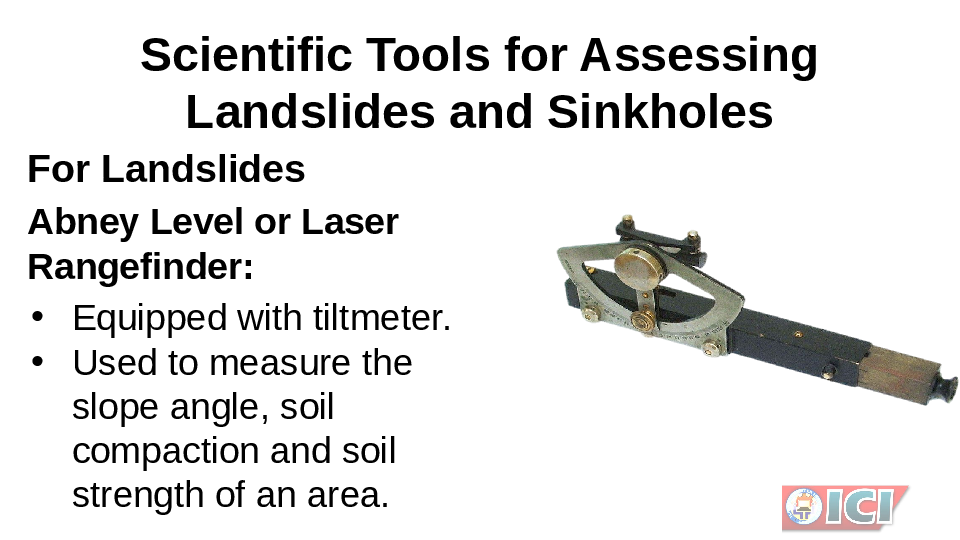 Scientific Tools for Assessing
Landslides and Sinkholes
For Landslides
Abney Level or Laser
Rangefinder:
• Equipped with tiltmeter.
• Used to measure the
slope angle, soil
compaction and soil
strength of an area.
ICI